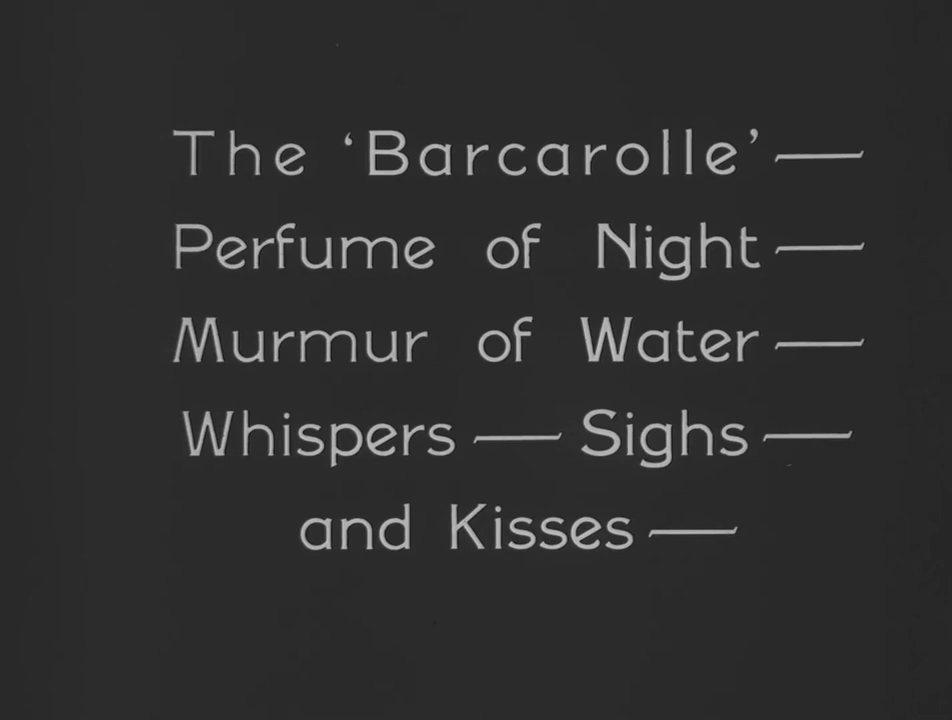 The ‘Barcarolle’—
Perfume of Night—
Murmur of Water—
Whispers — Sighs —
and Kisses —